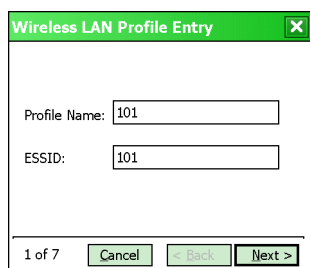 Wireless LAN Profile Entry X
Profile Name: 101
ESSID: 101
1 of 7 Cancel < Back Next >